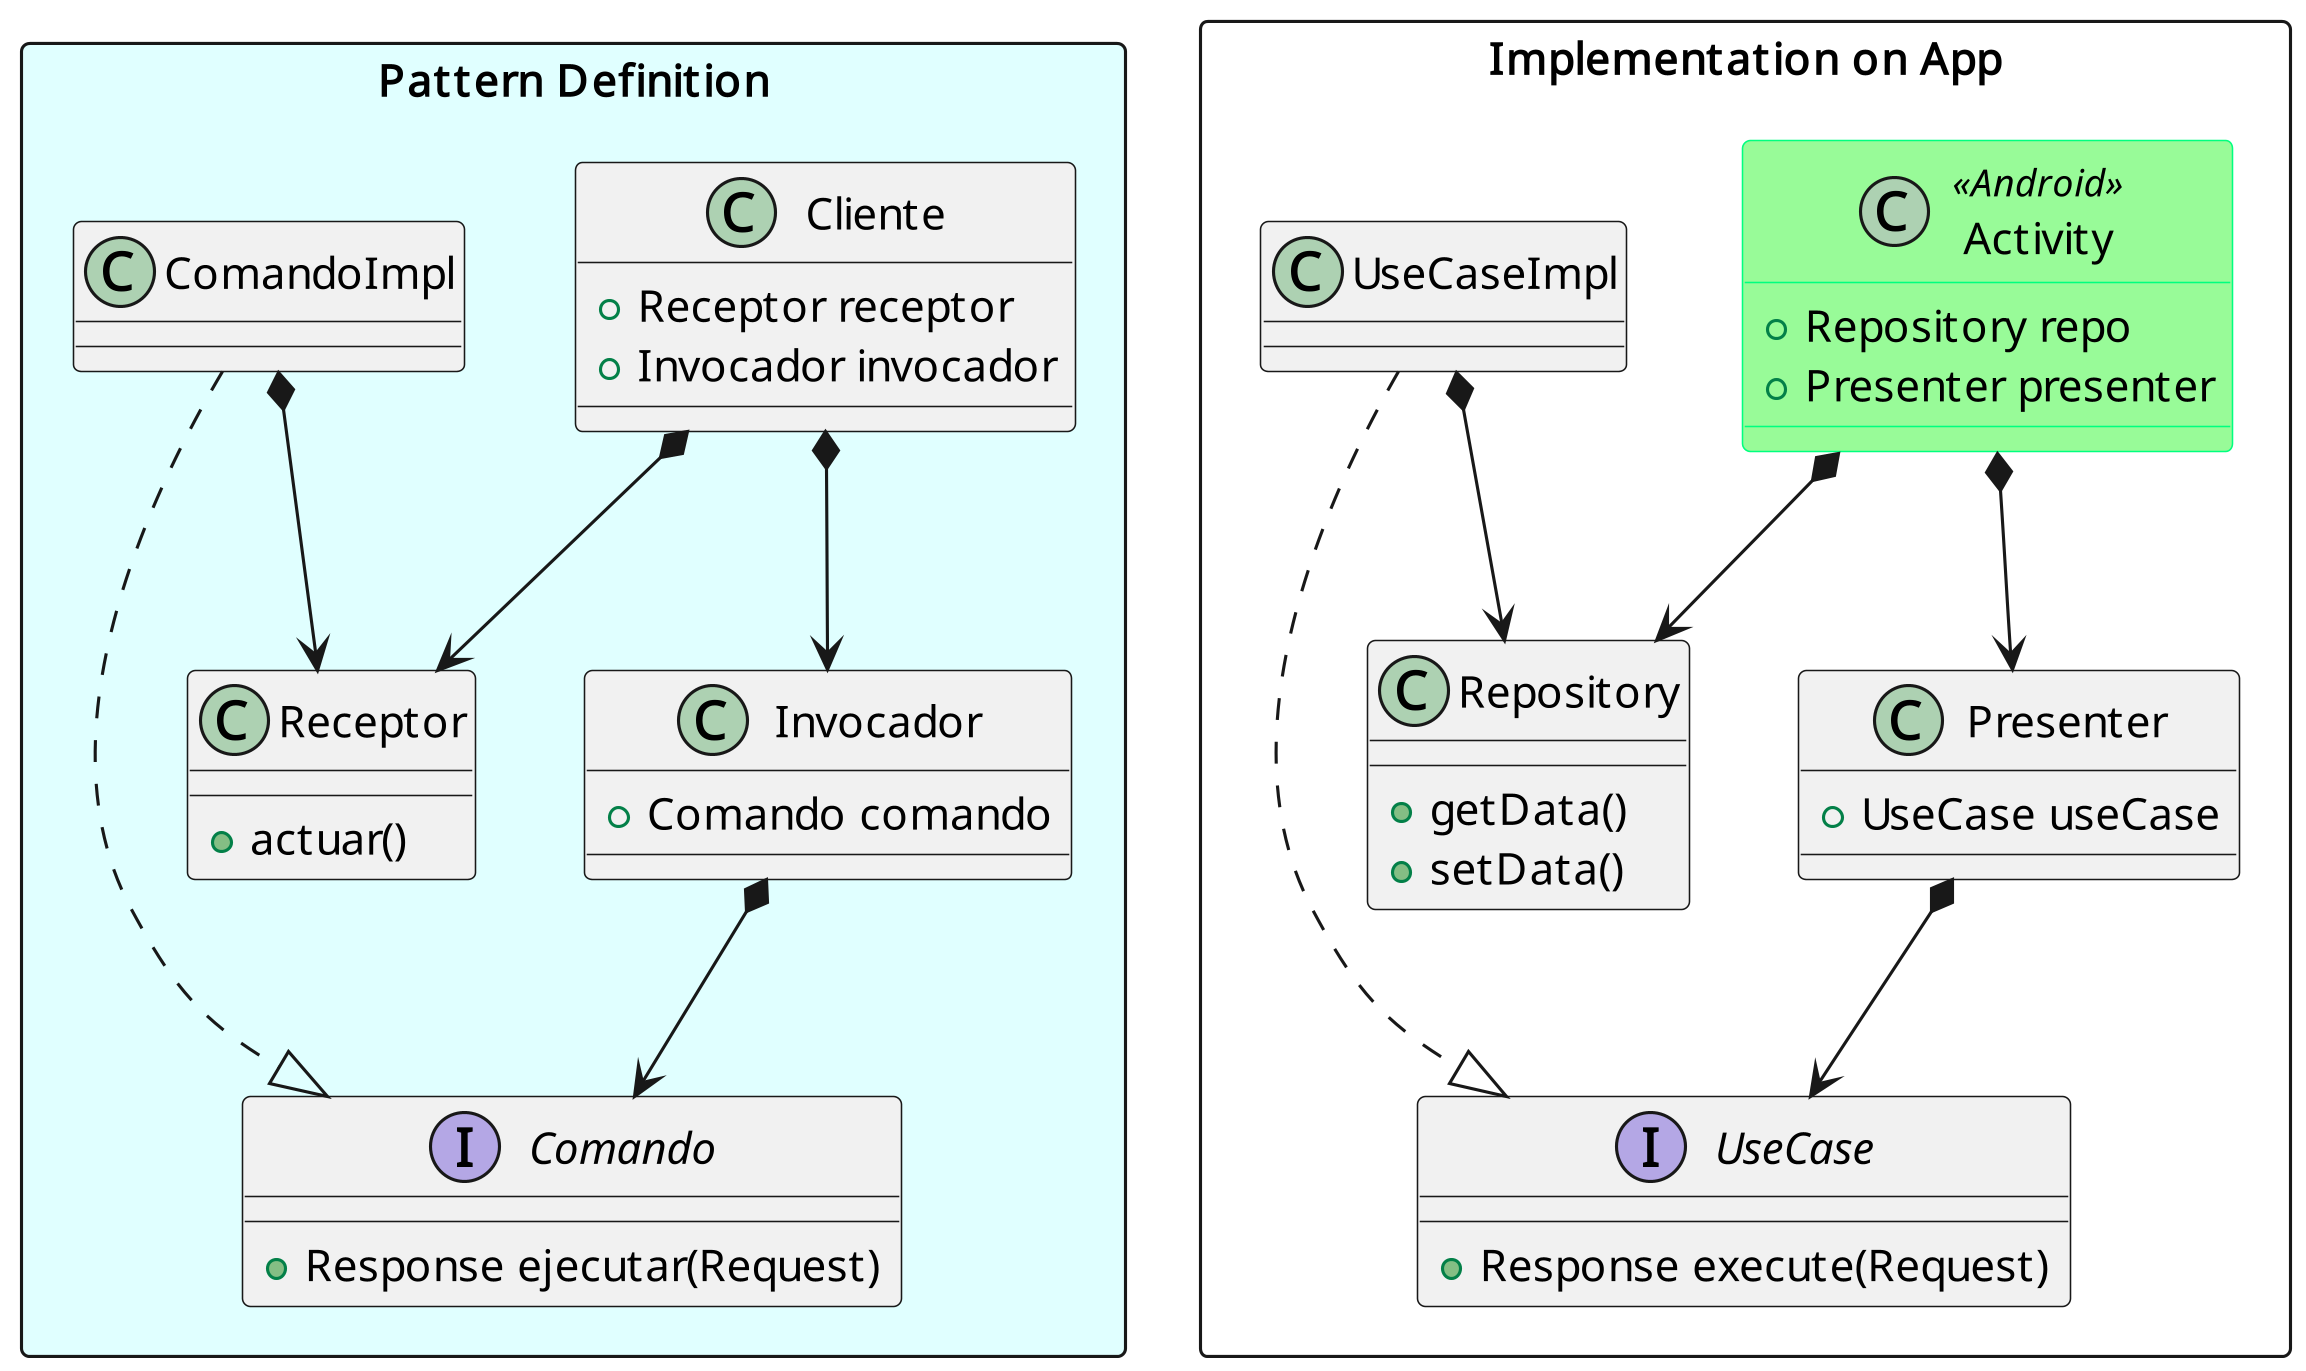 Pattern Definition
C ComandoImpl
C Cliente
Receptor receptor
Invocador invocador
C Receptor
actuar()
C Invocador
Comando comando
I Comando
Response ejecutar(Request)
Implementation on App
C UseCaseImpl
C «Android»
Activity
Repository repo
Presenter presenter
C Repository
getData()
setData()
C Presenter
UseCase useCase
I UseCase
Response execute(Request)